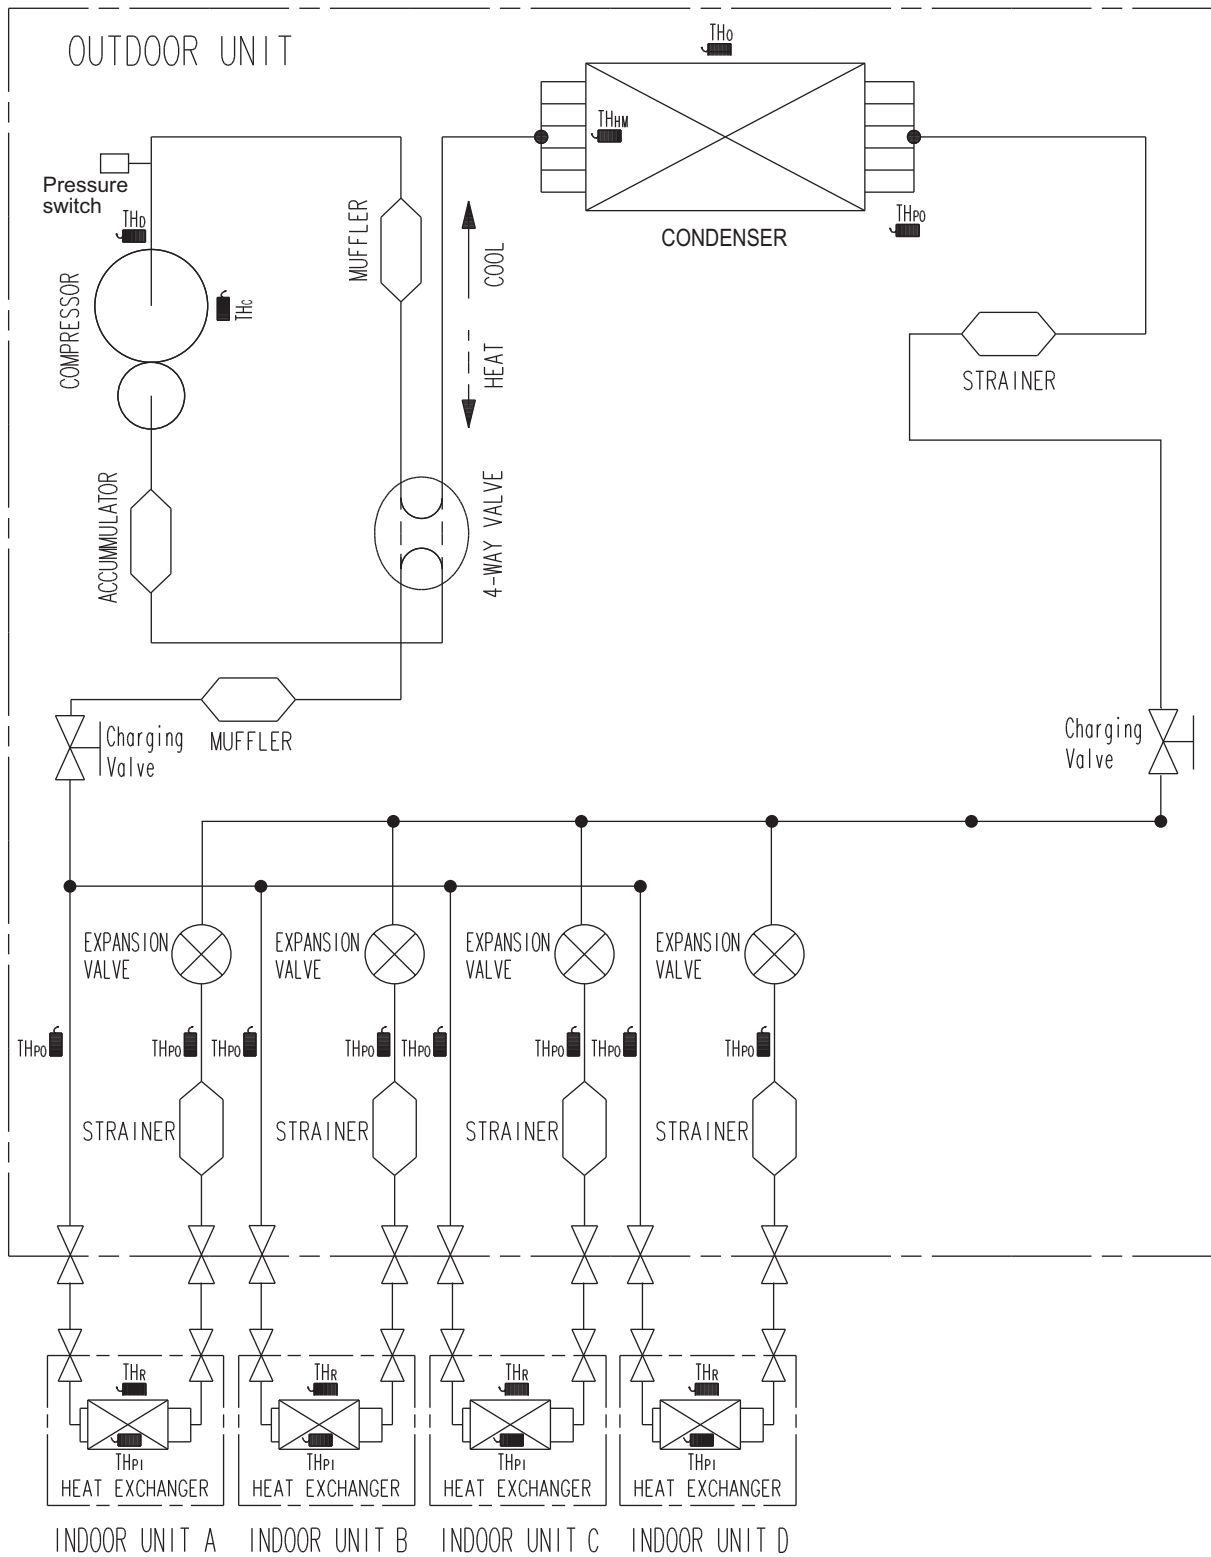 OUTDOOR UNIT
THO
THHM
Pressure
switch
THD
THPO
CONDENSER
MUFFLER
COOL
COMPRESSOR
THC
HEAT
STRAINER
ACCUMMULATOR
4-WAY VALVE
Charging
Valve
MUFFLER
Charging
Valve
EXPANSION
VALVE
EXPANSION
VALVE
EXPANSION
VALVE
EXPANSION
VALVE
THPO
THPO
THPO
THPO
THPO
THPO
THPO
THPO
STRAINER
STRAINER
STRAINER
STRAINER
THR
THR
THR
THR
THPI
THPI
THPI
THPI
HEAT EXCHANGER
HEAT EXCHANGER
HEAT EXCHANGER
HEAT EXCHANGER
INDOOR UNIT A
INDOOR UNIT B
INDOOR UNIT C
INDOOR UNIT D